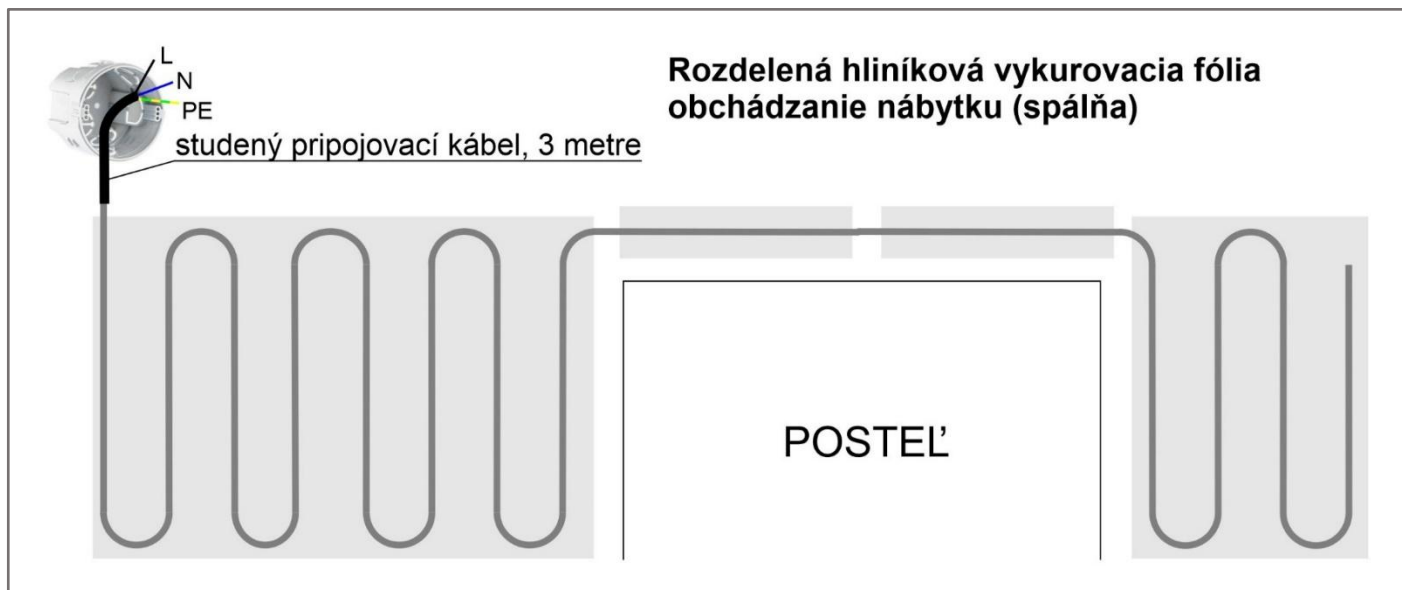 L
N
PE
studený pripojovací kábel, 3 metre
Rozdelená hliníková vykurovacia fólia
obchádzanie nábytku (spálňa)
POSTEĽ